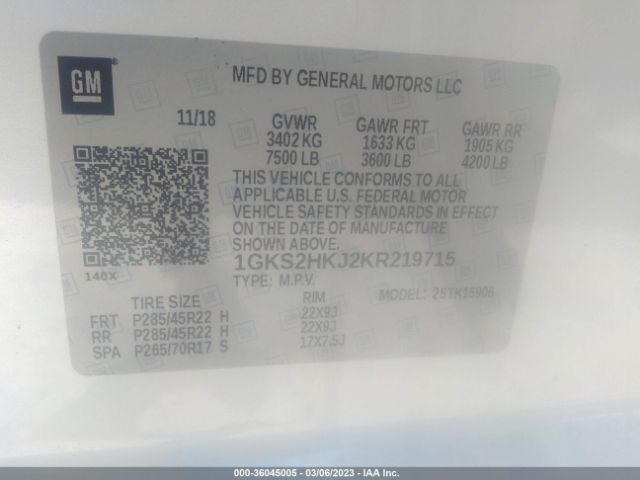 GM
MFD BY GENERAL MOTORS LLC
11/18
GVWR GAWR FRT GAWR RR
3402 KG 1633 KG 1905 KG
7500 LB 3600 LB 4200 LB
THIS VEHICLE CONFORMS TO ALL
APPLICABLE U.S. FEDERAL MOTOR
VEHICLE SAFETY STANDARDS IN EFFECT
ON THE DATE OF MANUFACTURE
SHOWN ABOVE.
1GKS2HKJ2KR219715
140X
TYPE: M.P.V. MODEL: 2STK15906
TIRE SIZE RIM
FRT P285/45R22 H 22X9J
RR P285/45R22 H 22X9J
SPA P265/70R17 S 17X7.5J
000-36045005 / 03/06/2023 - IAA Inc.